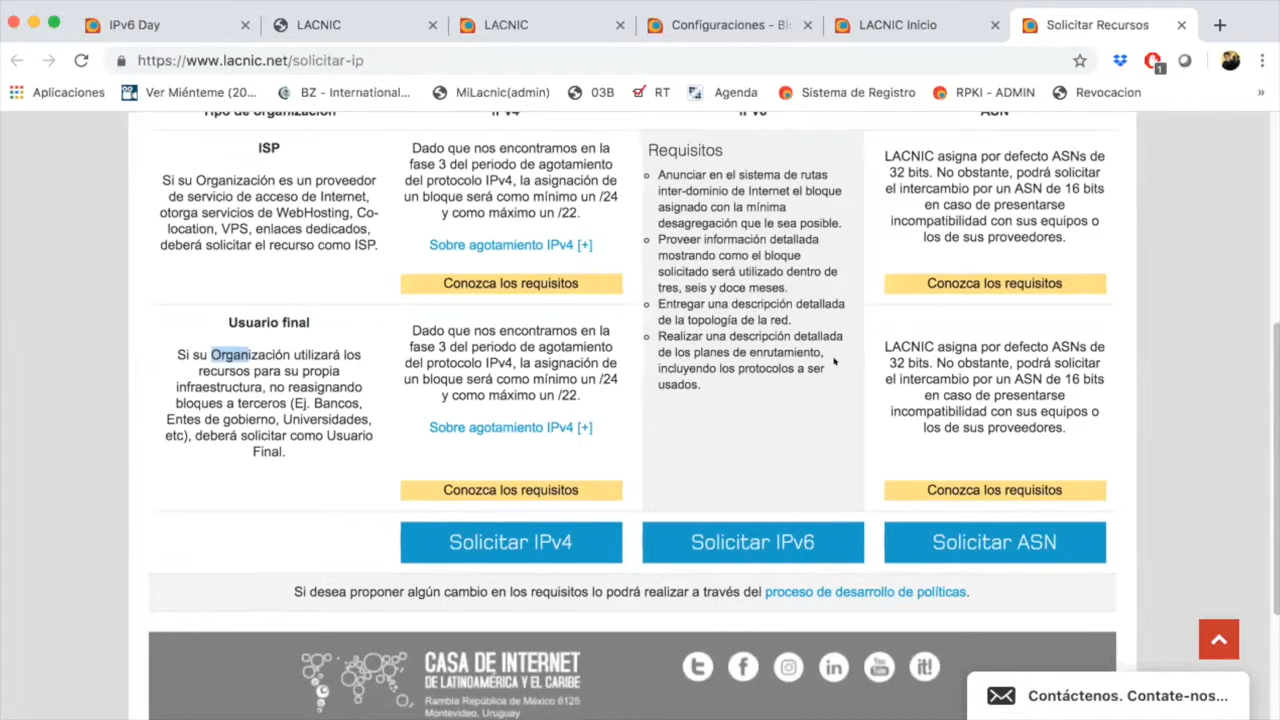 IPv6 Day
LACNIC
LACNIC
Configuraciones - Bl
LACNIC Inicio
Solicitar Recursos
https://www.lacnic.net/solicitar-ip
1
Aplicaciones
Ver Miénteme (20...
BZ - International...
MiLacnic(admin)
03B
RT
Agenda
Sistema de Registro
RPKI - ADMIN
Revocacion
»
Tipo de organización
IPv4
IPv6
ASN
ISP
Si su Organización es un proveedor
de servicio de acceso de Internet,
otorga servicios de WebHosting, Co-
location, VPS, enlaces dedicados,
deberá solicitar el recurso como ISP.
Dado que nos encontramos en la
fase 3 del periodo de agotamiento
del protocolo IPv4, la asignación de
un bloque será como mínimo un /24
y como máximo un /22.
Sobre agotamiento IPv4 [+]
Conozca los requisitos
Requisitos
Anunciar en el sistema de rutas
inter-dominio de Internet el bloque
asignado con la mínima
desagregación que le sea posible.
Proveer información detallada
mostrando como el bloque
solicitado será utilizado dentro de
tres, seis y doce meses.
Entregar una descripción detallada
de la topología de la red.
Realizar una descripción detallada
de los planes de enrutamiento,
incluyendo los protocolos a ser
usados.
LACNIC asigna por defecto ASNs de
32 bits. No obstante, podrá solicitar
el intercambio por un ASN de 16 bits
en caso de presentarse
incompatibilidad con sus equipos o
los de sus proveedores.
Conozca los requisitos
Usuario final
Si su Organización utilizará los
recursos para su propia
infraestructura, no reasignando
bloques a terceros (Ej. Bancos,
Entes de gobierno, Universidades,
etc), deberá solicitar como Usuario
Final.
Dado que nos encontramos en la
fase 3 del periodo de agotamiento
del protocolo IPv4, la asignación de
un bloque será como mínimo un /24
y como máximo un /22.
Sobre agotamiento IPv4 [+]
Conozca los requisitos
LACNIC asigna por defecto ASNs de
32 bits. No obstante, podrá solicitar
el intercambio por un ASN de 16 bits
en caso de presentarse
incompatibilidad con sus equipos o
los de sus proveedores.
Conozca los requisitos
Solicitar IPv4
Solicitar IPv6
Solicitar ASN
Si desea proponer algún cambio en los requisitos lo podrá realizar a través del proceso de desarrollo de políticas.
CASA DE INTERNET
DE LATINOAMÉRICA Y EL CARIBE
Rambla República de México 6125
Montevideo, Uruguay
You Tube
it!
Contáctenos. Contate-nos...